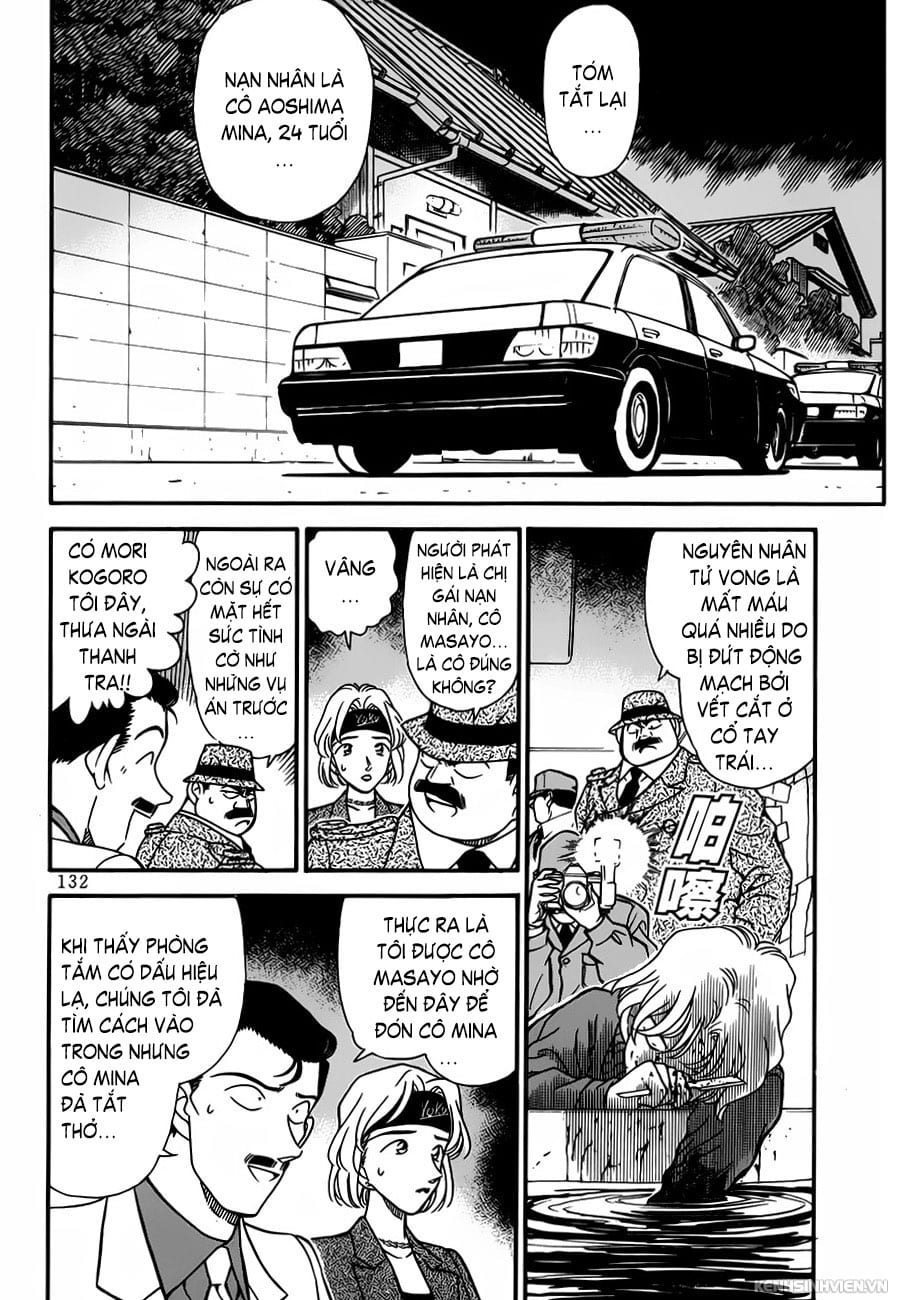 TÓM
TẮT LẠI
...
NẠN NHÂN LÀ
CÔ AOSHIMA
MINA, 24 TUỔI
...
NGUYÊN NHÂN
TỬ VONG LÀ
MẤT MÁU
QUÁ NHIỀU DO
BỊ ĐỨT ĐỘNG
MẠCH BỞI
VẾT CẮT Ở
CỔ TAY
TRÁI...
咱
嚓
NGƯỜI PHÁT
HIỆN LÀ CHỊ
GÁI NẠN
NHÂN, CÔ
MASAYO...
LÀ CÔ ĐÚNG
KHÔNG?
VÂNG
...
NGOÀI RA
CÒN SỰ CÓ
MẶT HẾT
SỨC TÌNH
CỜ NHƯ
NHỮNG VỤ
ÁN TRƯỚC
...
CÓ MORI
KOGORO
TÔI ĐÂY,
THƯA NGÀI
THANH
TRA!!
132
THỰC RA LÀ
TÔI ĐƯỢC CÔ
MASAYO NHỜ
ĐẾN ĐÂY ĐỂ
ĐÓN CÔ MINA
...
KHI THẤY PHÒNG
TẮM CÓ DẤU HIỆU
LẠ, CHÚNG TÔI ĐÃ
TÌM CÁCH VÀO
TRONG NHƯNG
CÔ MINA
ĐÃ TẮT
THỞ...
KENHSINHVIEN.VN